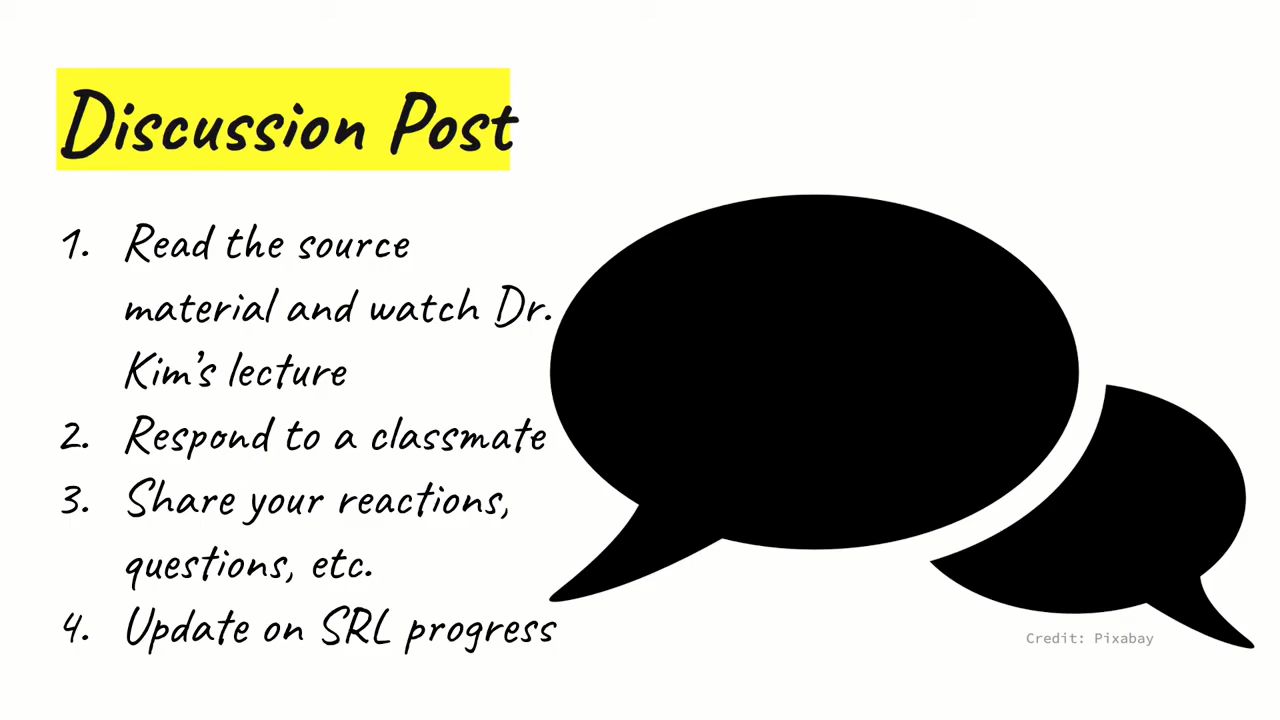 Discussion Post
1. Read the source
material and watch Dr.
Kim's lecture
2. Respond to a classmate
3. Share your reactions,
questions, etc.
4. Update on SRL progress
Credit: Pixabay